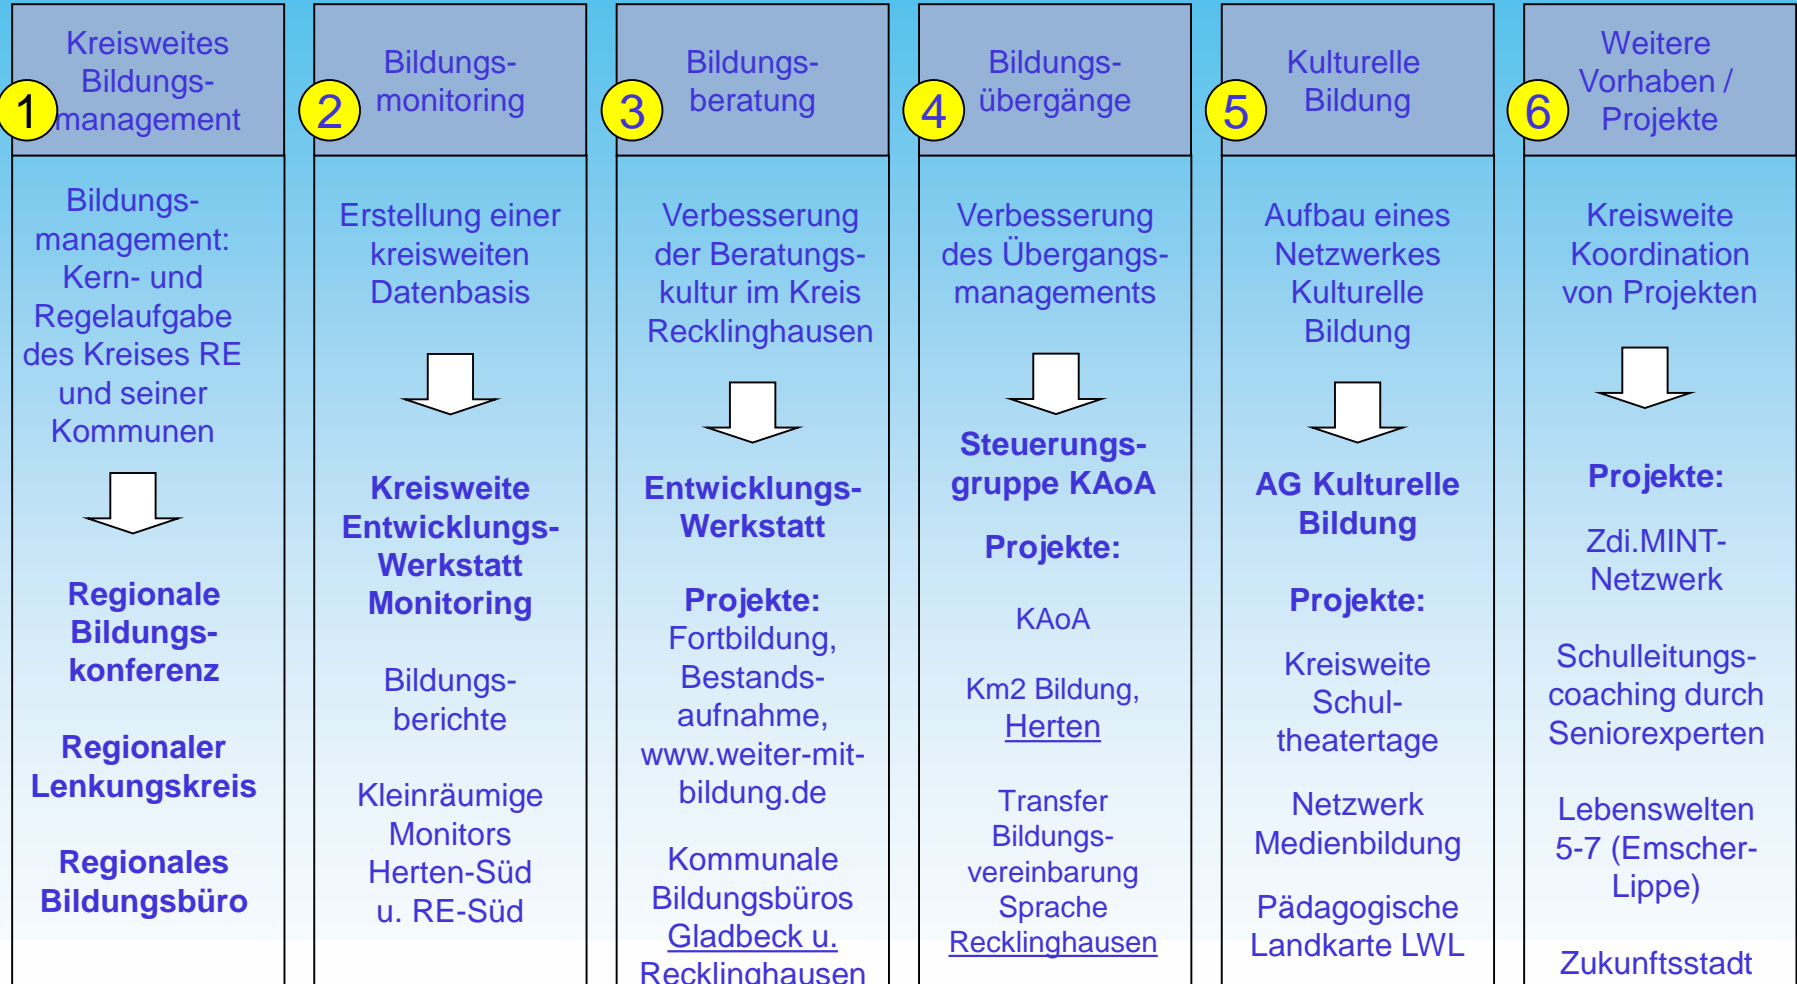 Kreisweites
Bildungs-
management
1
Bildungs-
management:
Kern- und
Regelaufgabe
des Kreises RE
und seiner
Kommunen
Regionale
Bildungs-
konferenz
Regionaler
Lenkungskreis
Regionales
Bildungsbüro
Bildungs-
monitoring
2
Erstellung einer
kreisweiten
Datenbasis
Kreisweite
Entwicklungs-
Werkstatt
Monitoring
Bildungs-
berichte
Kleinräumige
Monitors
Herten-Süd
u. RE-Süd
Bildungs-
beratung
3
Verbesserung
der Beratungs-
kultur im Kreis
Recklinghausen
Entwicklungs-
Werkstatt
Projekte:
Fortbildung,
Bestands-
aufnahme,
www.weiter-mit-
bildung.de
Kommunale
Bildungsbüros
Gladbeck u.
Recklinghausen
Bildungs-
übergänge
4
Verbesserung
des Übergangs-
managements
Steuerungs-
gruppe KAoA
Projekte:
KAoA
Km2 Bildung,
Herten
Transfer
Bildungs-
vereinbarung
Sprache
Recklinghausen
Kulturelle
Bildung
5
Aufbau eines
Netzwerkes
Kulturelle
Bildung
AG Kulturelle
Bildung
Projekte:
Kreisweite
Schul-
theatertage
Netzwerk
Medienbildung
Pädagogische
Landkarte LWL
Weitere
Vorhaben /
Projekte
6
Kreisweite
Koordination
von Projekten
Projekte:
Zdi.MINT-
Netzwerk
Schulleitungs-
coaching durch
Seniorexperten
Lebenswelten
5-7 (Emscher-
Lippe)
Zukunftsstadt